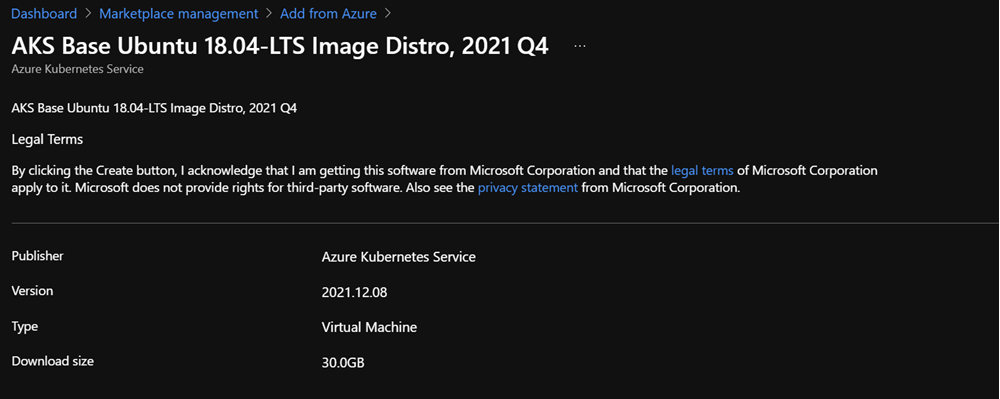 Dashboard > Marketplace management > Add from Azure >
AKS Base Ubuntu 18.04-LTS Image Distro, 2021 Q4 ...
Azure Kubernetes Service
AKS Base Ubuntu 18.04-LTS Image Distro, 2021 Q4
Legal Terms
By clicking the Create button, I acknowledge that I am getting this software from Microsoft Corporation and that the legal terms of Microsoft Corporation
apply to it. Microsoft does not provide rights for third-party software. Also see the privacy statement from Microsoft Corporation.
Publisher Azure Kubernetes Service
Version 2021.12.08
Type Virtual Machine
Download size 30.0GB